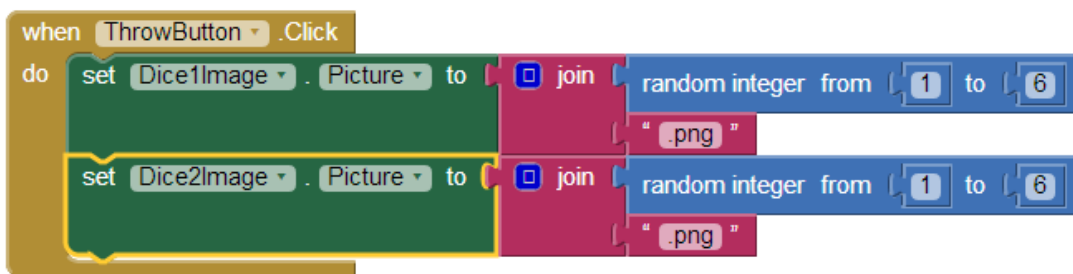 when ThrowButton .Click
do set Dice1Image . Picture to join random integer from 1 to 6
" .png "
set Dice2Image . Picture to join random integer from 1 to 6
" .png "